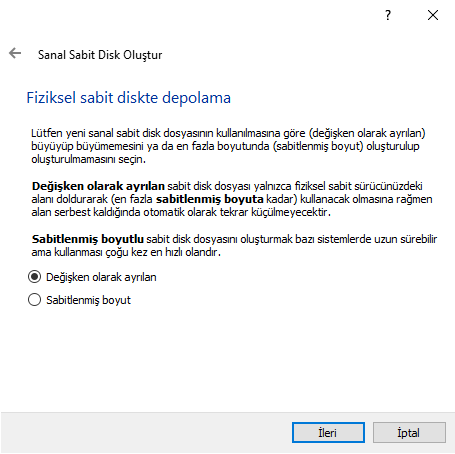 ?
Sanal Sabit Disk Oluştur
Fiziksel sabit diskte depolama
Lütfen yeni sanal sabit disk dosyasının kullanılmasına göre (değişken olarak ayrılan)
büyüyüp büyümemesini ya da en fazla boyutunda (sabitlenmiş boyut) oluşturulup
oluşturulmamasını seçin.
Değişken olarak ayrılan sabit disk dosyası yalnızca fiziksel sabit sürücünüzdeki
alanı doldurarak (en fazla sabitlenmiş boyuta kadar) kullanacak olmasına rağmen
alan serbest kaldığında otomatik olarak tekrar küçülmeyecektir.
Sabitlenmiş boyutlu sabit disk dosyasını oluşturmak bazı sistemlerde uzun sürebilir
ama kullanması çoğu kez en hızlı olandır.
Değişken olarak ayrılan
Sabitlenmiş boyut
İleri
İptal